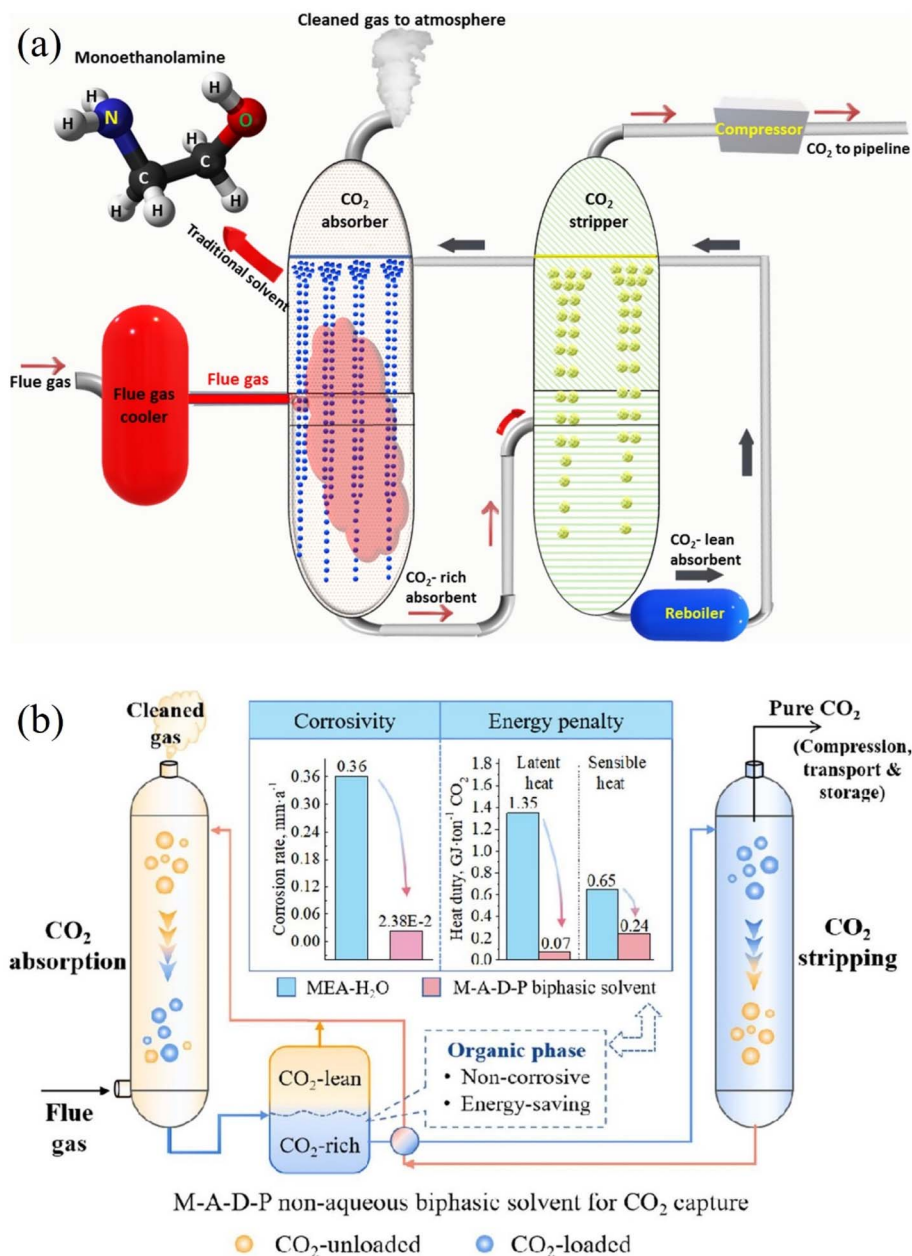 (a)
Cleaned gas to atmosphere
Monoethanolamine
H
H
N
H
O
H
C
C
H
H
H
Traditional solvent
CO₂
absorber
CO₂
stripper
Compressor
CO₂ to pipeline
Flue gas
Flue gas
cooler
Flue gas
CO₂- rich
absorbent
CO₂- lean
absorbent
Reboiler
(b)
Cleaned
gas
CO₂
absorption
Flue
gas
Corrosivity
Energy penalty
Corrosion rate, mm·a⁻¹
0.36
0.30
0.24
0.18
0.12
0.06
0.00
0.36
2.38E-2
Heat duty, GJ·ton⁻¹ CO₂
1.8
1.6
1.4
1.2
1.0
0.8
0.6
0.4
0.2
0.0
Latent
heat
Sensible
heat
1.35
0.07
0.65
0.24
MEA-H₂O
M-A-D-P biphasic solvent
CO₂-lean
CO₂-rich
Organic phase
• Non-corrosive
• Energy-saving
Pure CO₂
(Compression,
transport &
storage)
CO₂
stripping
M-A-D-P non-aqueous biphasic solvent for CO₂ capture
CO₂-unloaded
CO₂-loaded